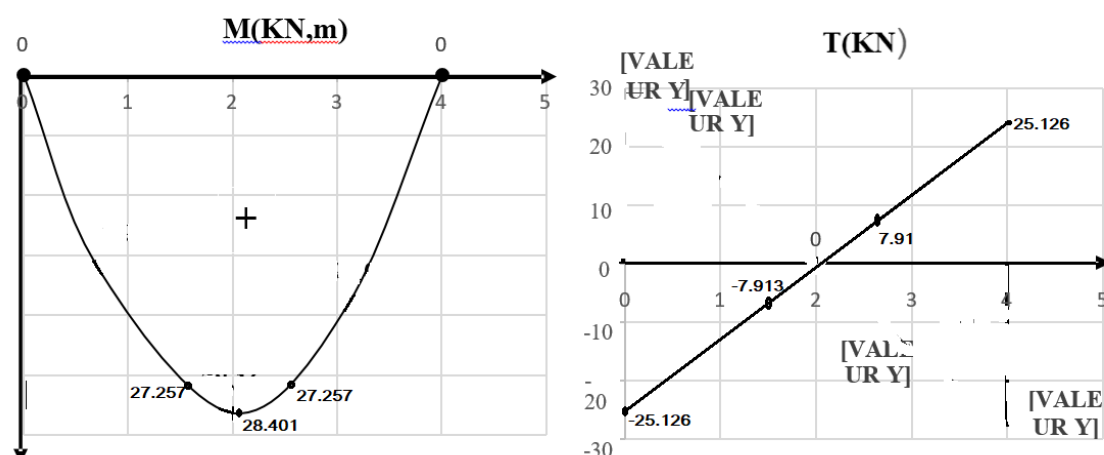 M(KN,m)
0 0
0 1 2 3 4 5
27.257 27.257
28.401
T(KN)
[VALE
UR Y]
[VALE
UR Y]
30
25.126
20
10
0
7.91
0
-7.913
0 1 2 3 4 5
-10
[VALE
UR Y]
-
20
-25.126
[VALE
UR Y]
-30